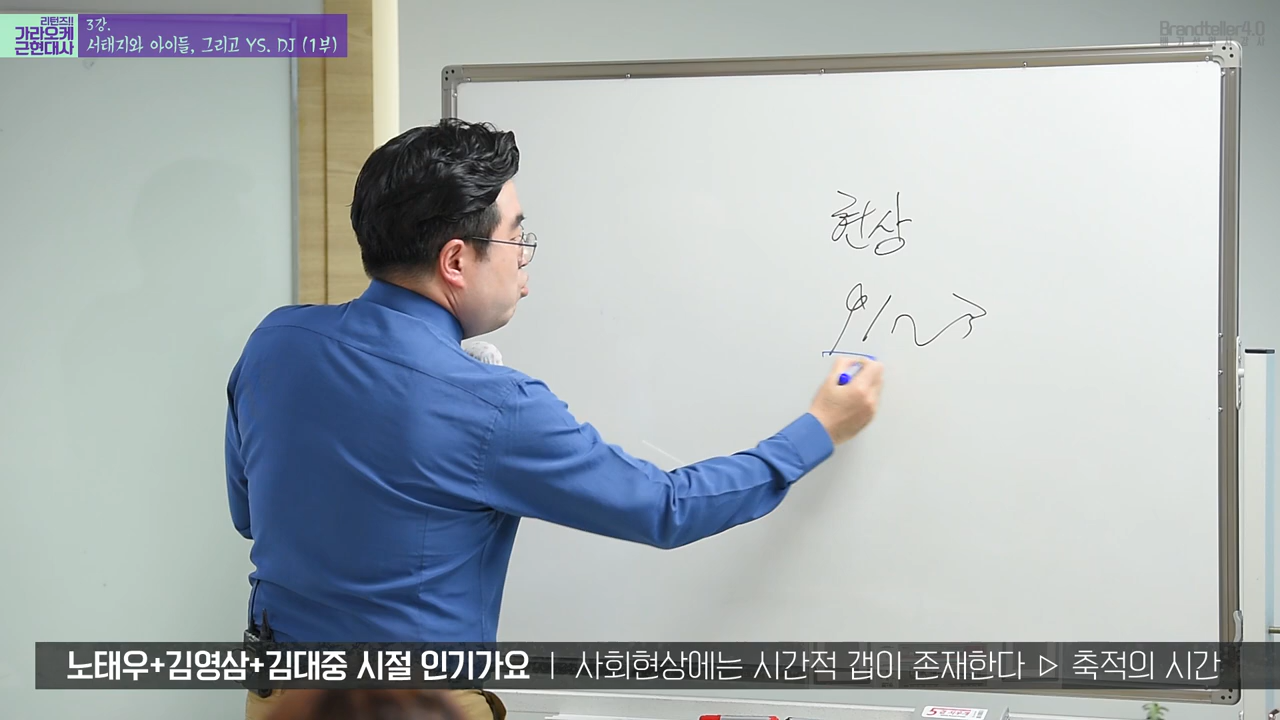 리턴즈!!
가라오케
근현대사
3강.
서태지와 아이들, 그리고 YS. DJ (1부)
Brandteller4.0
현상
91~3
노태우+김영삼+김대중 시절 인기가요 | 사회현상에는 시간적 갭이 존재한다 ▷ 축적의 시간